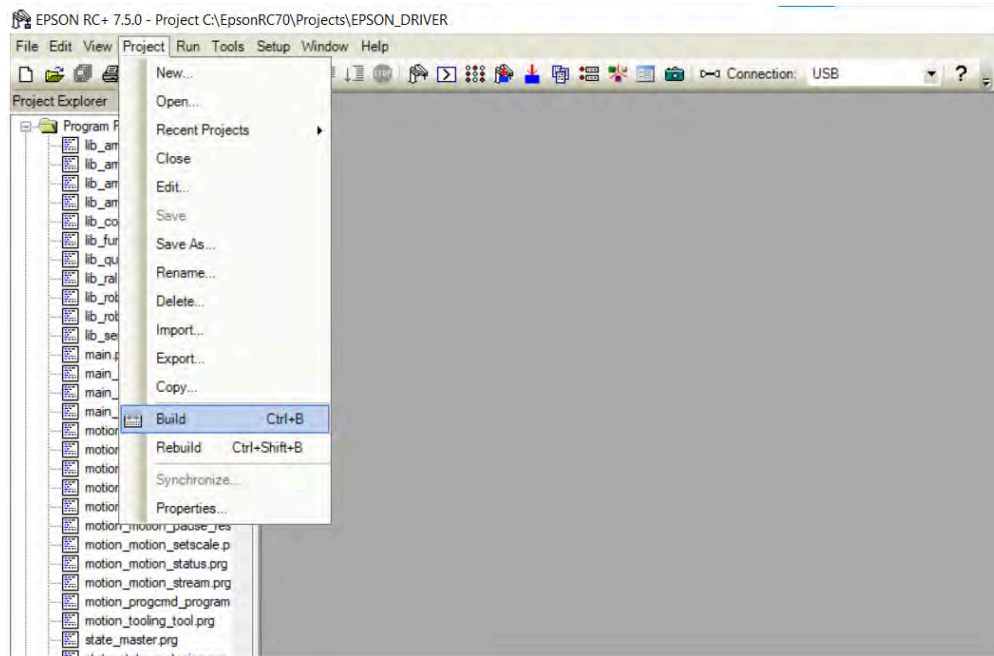 EPSON RC+ 7.5.0 - Project C:\EpsonRC70\Projects\EPSON_DRIVER
File Edit View Project Run Tools Setup Window Help
Connection: USB
?
Project Explorer
New...
Open...
Recent Projects
Close
Edit...
Save
Save As...
Rename...
Delete...
Import...
Export...
Copy...
Build Ctrl+B
Rebuild Ctrl+Shift+B
Synchronize...
Properties...
Program F
lib_am
lib_am
lib_am
lib_am
lib_co
lib_fun
lib_qu
lib_ral
lib_rob
lib_rob
lib_se
main.p
main_
main_
main_
motion
motion
motion
motion
motion
motion_motion_pause_res
motion_motion_setscale.p
motion_motion_status.prg
motion_motion_stream.prg
motion_progcmd_program
motion_tooling_tool.prg
state_master.prg